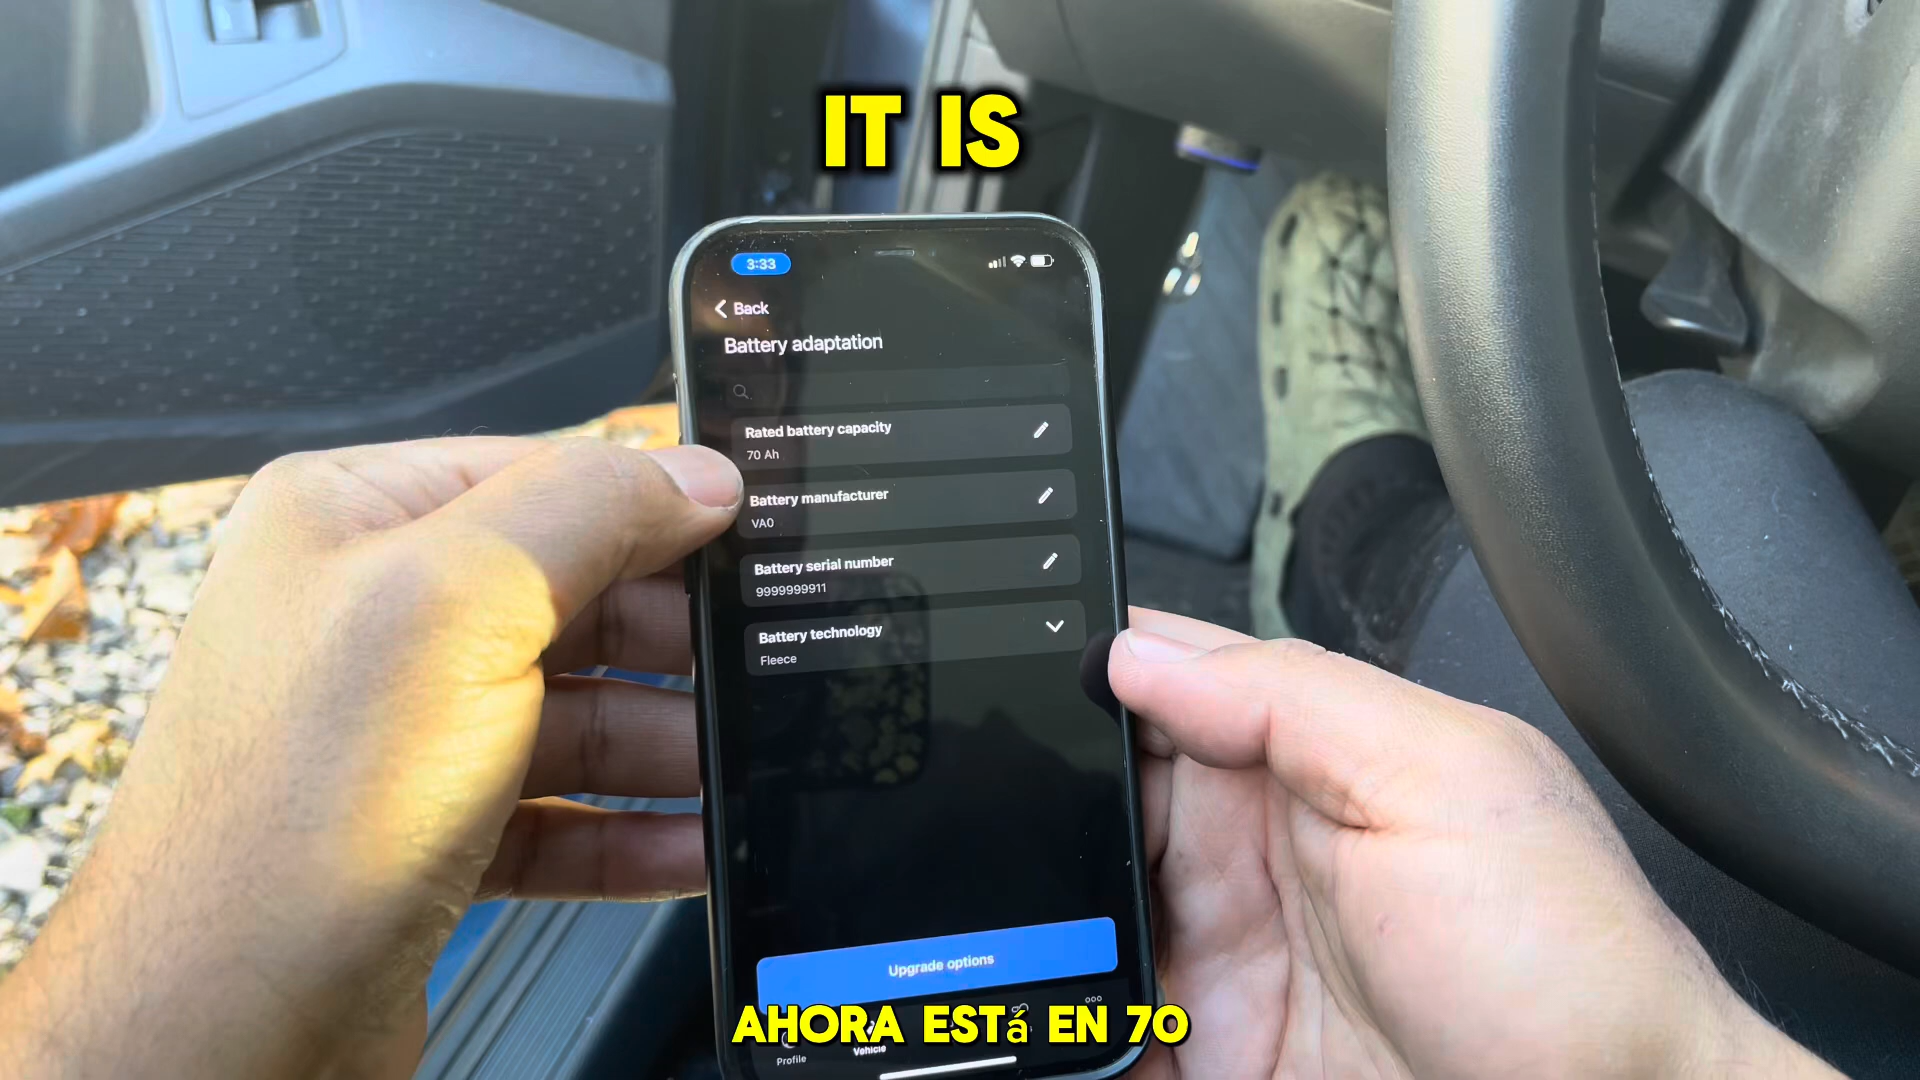 IT IS
3:33
Back
Battery adaptation
Rated battery capacity
70 Ah
Battery manufacturer
VA0
Battery serial number
9999999911
Battery technology
Fleece
Upgrade options
AHORA ESTá EN 70
Profile
Vehicle